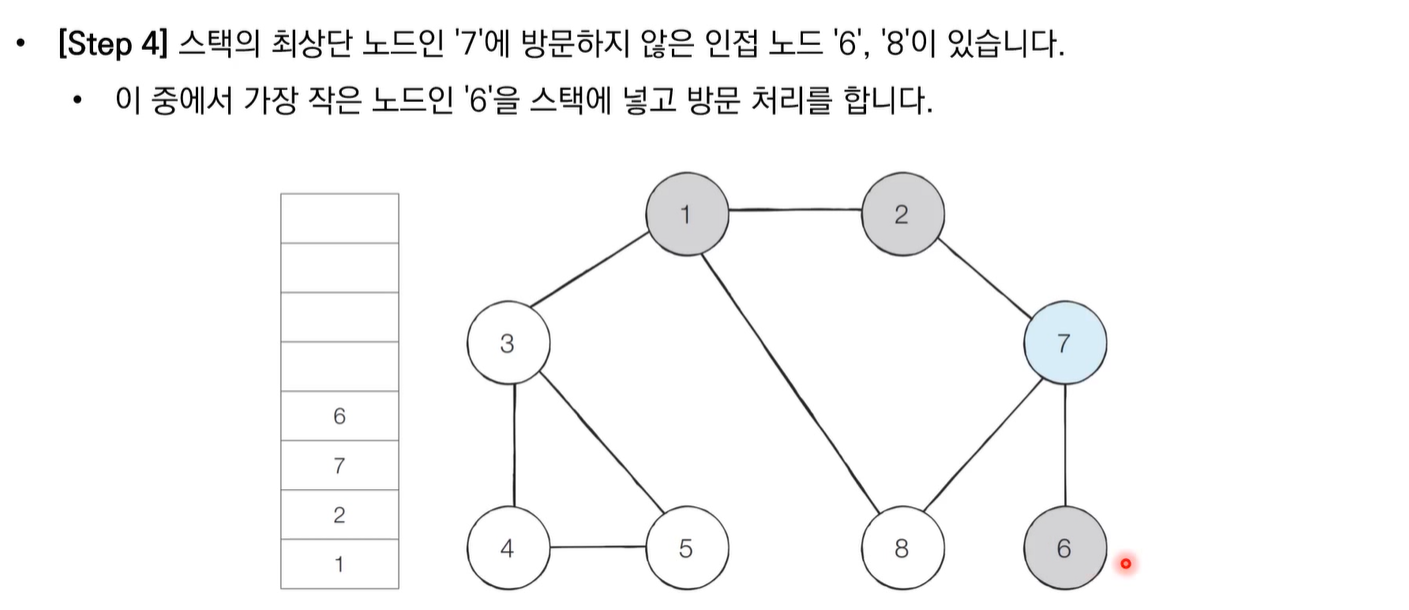 • [Step 4] 스택의 최상단 노드인 '7'에 방문하지 않은 인접 노드 '6', '8'이 있습니다.
• 이 중에서 가장 작은 노드인 '6'을 스택에 넣고 방문 처리를 합니다.
1 2
3 7
6
7
2
4 5 8 6
1